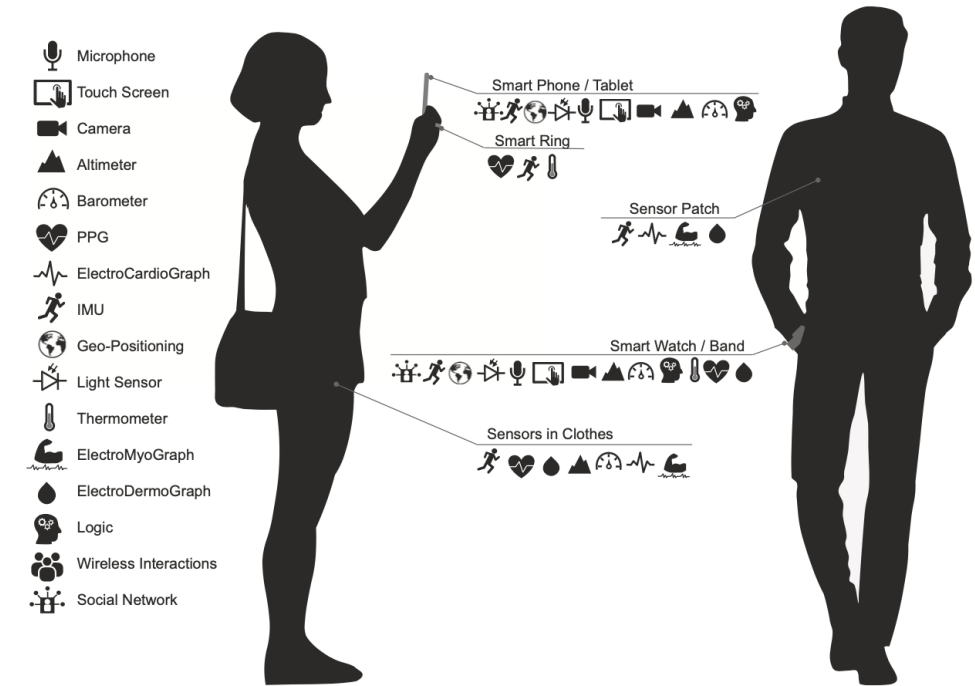 Microphone
Touch Screen
Camera
Altimeter
Barometer
PPG
ElectroCardioGraph
IMU
Geo-Positioning
Light Sensor
Thermometer
ElectroMyoGraph
ElectroDermoGraph
Logic
Wireless Interactions
Social Network
Smart Phone / Tablet
Smart Ring
Sensor Patch
Smart Watch / Band
Sensors in Clothes